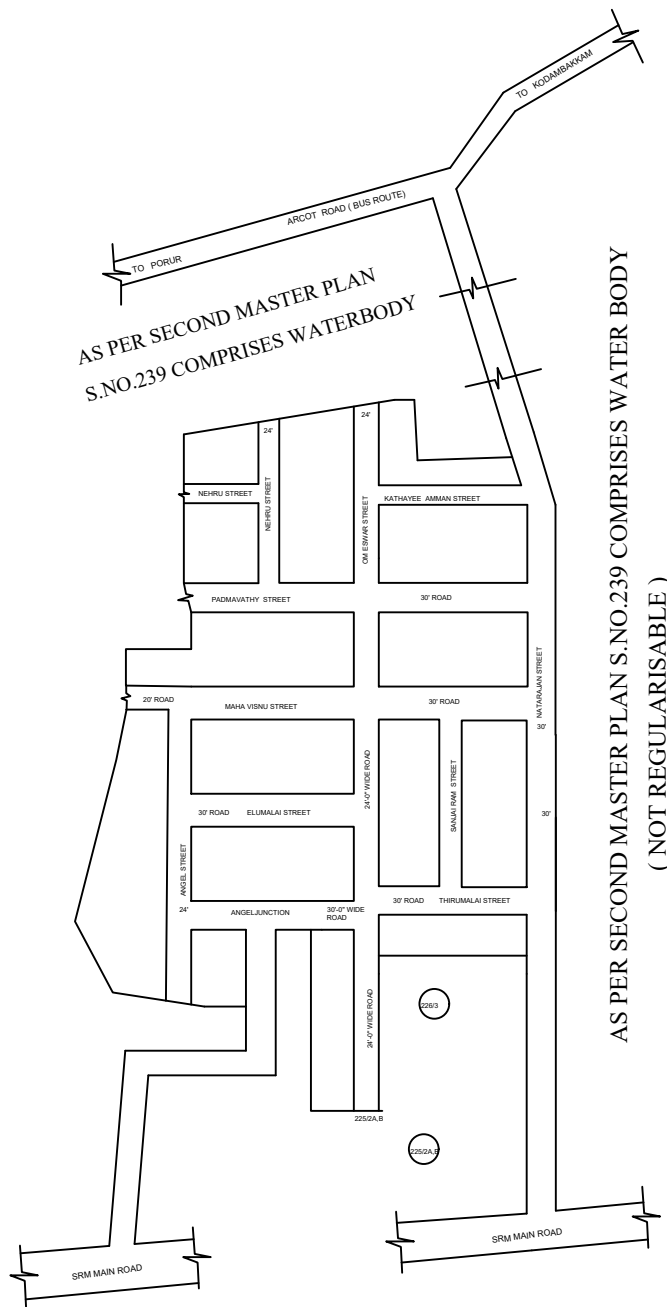 TO KODAMBAKKAM
ARCOT ROAD ( BUS ROUTE)
TO PORUR
AS PER SECOND MASTER PLAN
S.NO.239 COMPRISES WATERBODY
24'
24'
NEHRU STREET
NEHRU STREET
OM ESWAR STREET
KATHAYEE AMMAN STREET
PADMAVATHY STREET
30' ROAD
NATARAJAN STREET
20' ROAD
MAHA VISNU STREET
30' ROAD
30'
24'-0" WIDE ROAD
SANJAI RAM STREET
30' ROAD
ELUMALAI STREET
30'
ANGEL STREET
24'
ANGELJUNCTION
30'-0" WIDE
ROAD
30' ROAD
THIRUMALAI STREET
24'-0" WIDE ROAD
226/3
225/2A,B
225/2A,B
SRM MAIN ROAD
SRM MAIN ROAD
AS PER SECOND MASTER PLAN S.NO.239 COMPRISES WATER BODY
( NOT REGULARISABLE )